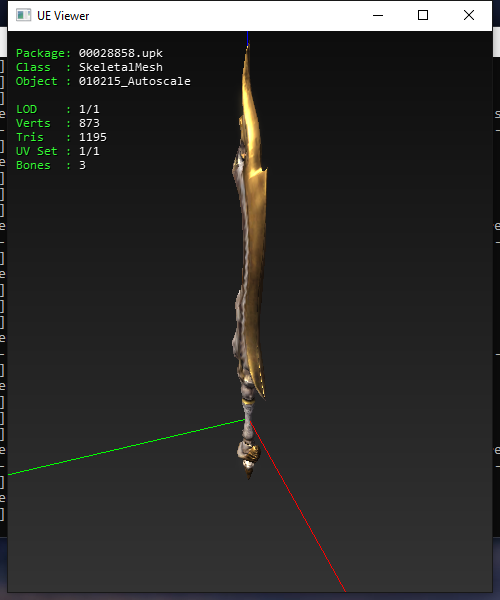 UE Viewer
Package: 00028858.upk
Class  : SkeletalMesh
Object : 010215_Autoscale
LOD    : 1/1
Verts  : 873
Tris   : 1195
UV Set : 1/1
Bones  : 3